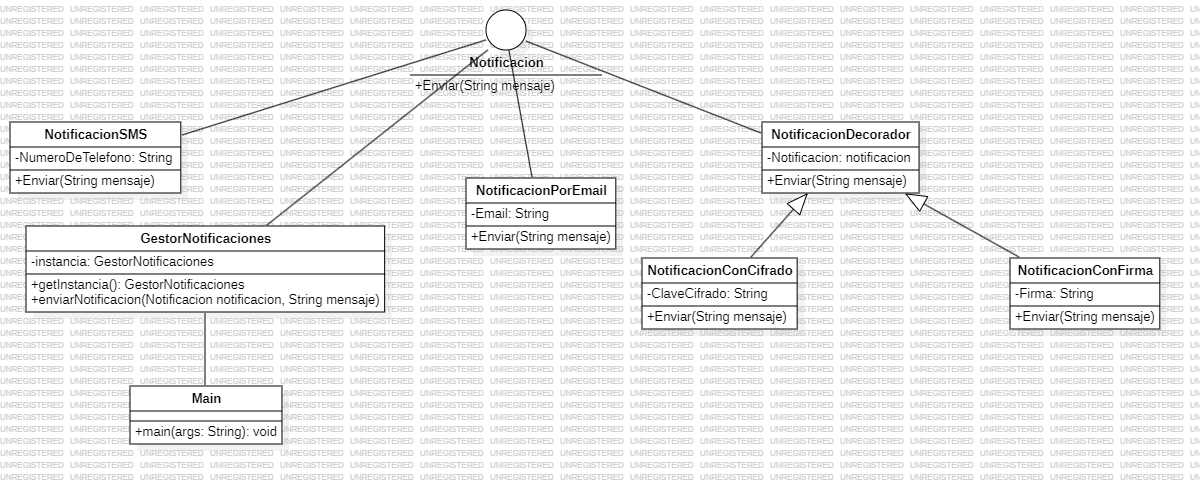 Notificacion
+Enviar(String mensaje)
NotificacionSMS
-NumeroDeTelefono: String
+Enviar(String mensaje)
NotificacionDecorador
-Notificacion: notificacion
+Enviar(String mensaje)
NotificacionPorEmail
-Email: String
+Enviar(String mensaje)
GestorNotificaciones
-instancia: GestorNotificaciones
+getInstancia(): GestorNotificaciones
+enviarNotificacion(Notificacion notificacion, String mensaje)
NotificacionConCifrado
-ClaveCifrado: String
+Enviar(String mensaje)
NotificacionConFirma
-Firma: String
+Enviar(String mensaje)
Main
+main(args: String): void
UNREGISTERED